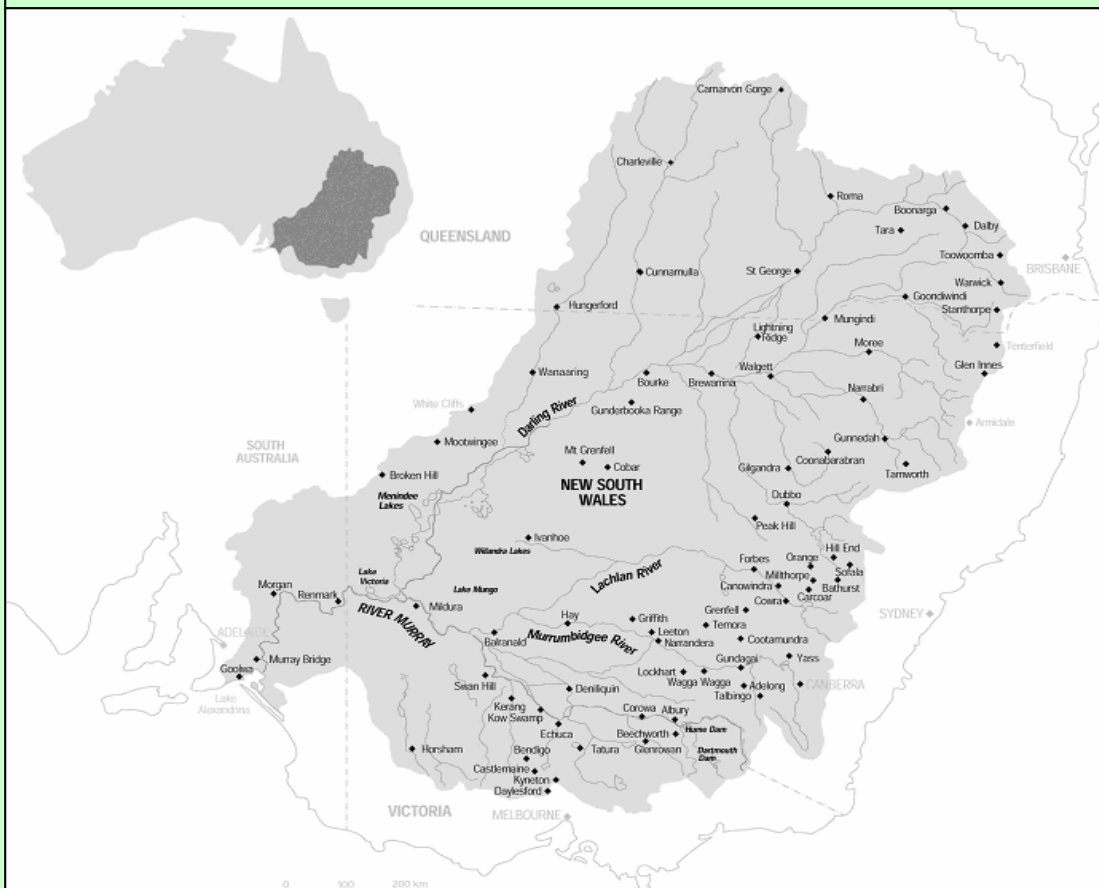 Carnarvon Gorge
Charleville
Roma
Boonarga
Tara
Dalby
QUEENSLAND
Toowoomba
BRISBANE
Cunnamulla
St George
Warwick
Goondiwindi
Hungerford
Stanthorpe
Mungindi
Lightning
Ridge
Moree
Tenterfield
Glen Innes
Wanaaring
Bourke
Brewarrina
Walgett
Narrabri
White Cliffs
Darling River
Gunderbooka Range
Armidale
SOUTH
AUSTRALIA
Mootwingee
Gunnedah
Mt Grenfell
Cobar
Coonabarabran
Gilgandra
Tamworth
Broken Hill
NEW SOUTH
WALES
Menindee
Lakes
Dubbo
Peak Hill
Ivanhoe
Willandra Lakes
Hill End
Forbes
Orange
Lake
Victoria
Lachlan River
Millthorpe
Sofala
Morgan
Renmark
Lake Mungo
Canowindra
Bathurst
Carcoar
Cowra
Mildura
RIVER MURRAY
Grenfell
SYDNEY
Hay
Griffith
Temora
ADELAIDE
Balranald
Murrumbidgee River
Leeton
Narrandera
Cootamundra
Murray Bridge
Goolwa
Gundagai
Yass
Lockhart
Wagga Wagga
Swan Hill
Deniliquin
Adelong
CANBERRA
Talbingo
Lake
Alexandrina
Kerang
Kow Swamp
Corowa
Albury
Echuca
Beechworth
Hume Dam
Horsham
Bendigo
Tatura
Glenrowan
Dartmouth
Dam
Castlemaine
Kyneton
Daylesford
VICTORIA
MELBOURNE
0 100 200 km